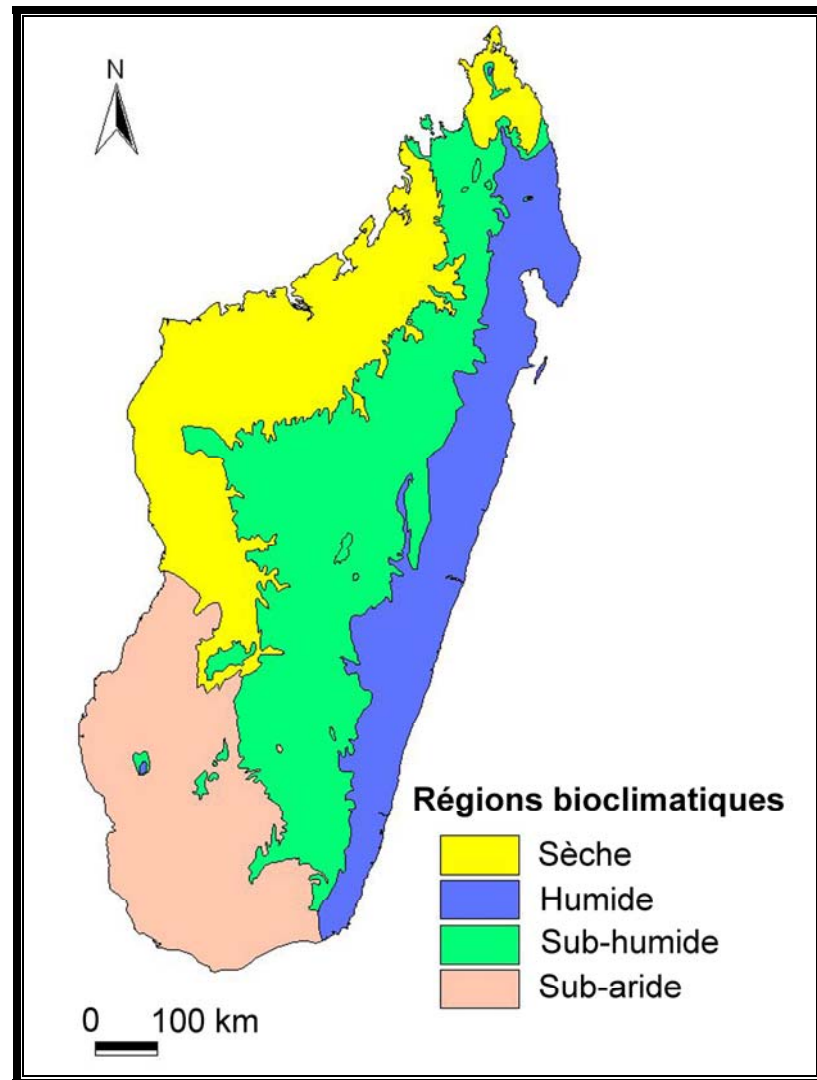 N
Régions bioclimatiques
Sèche
Humide
Sub-humide
Sub-aride
0 100 km